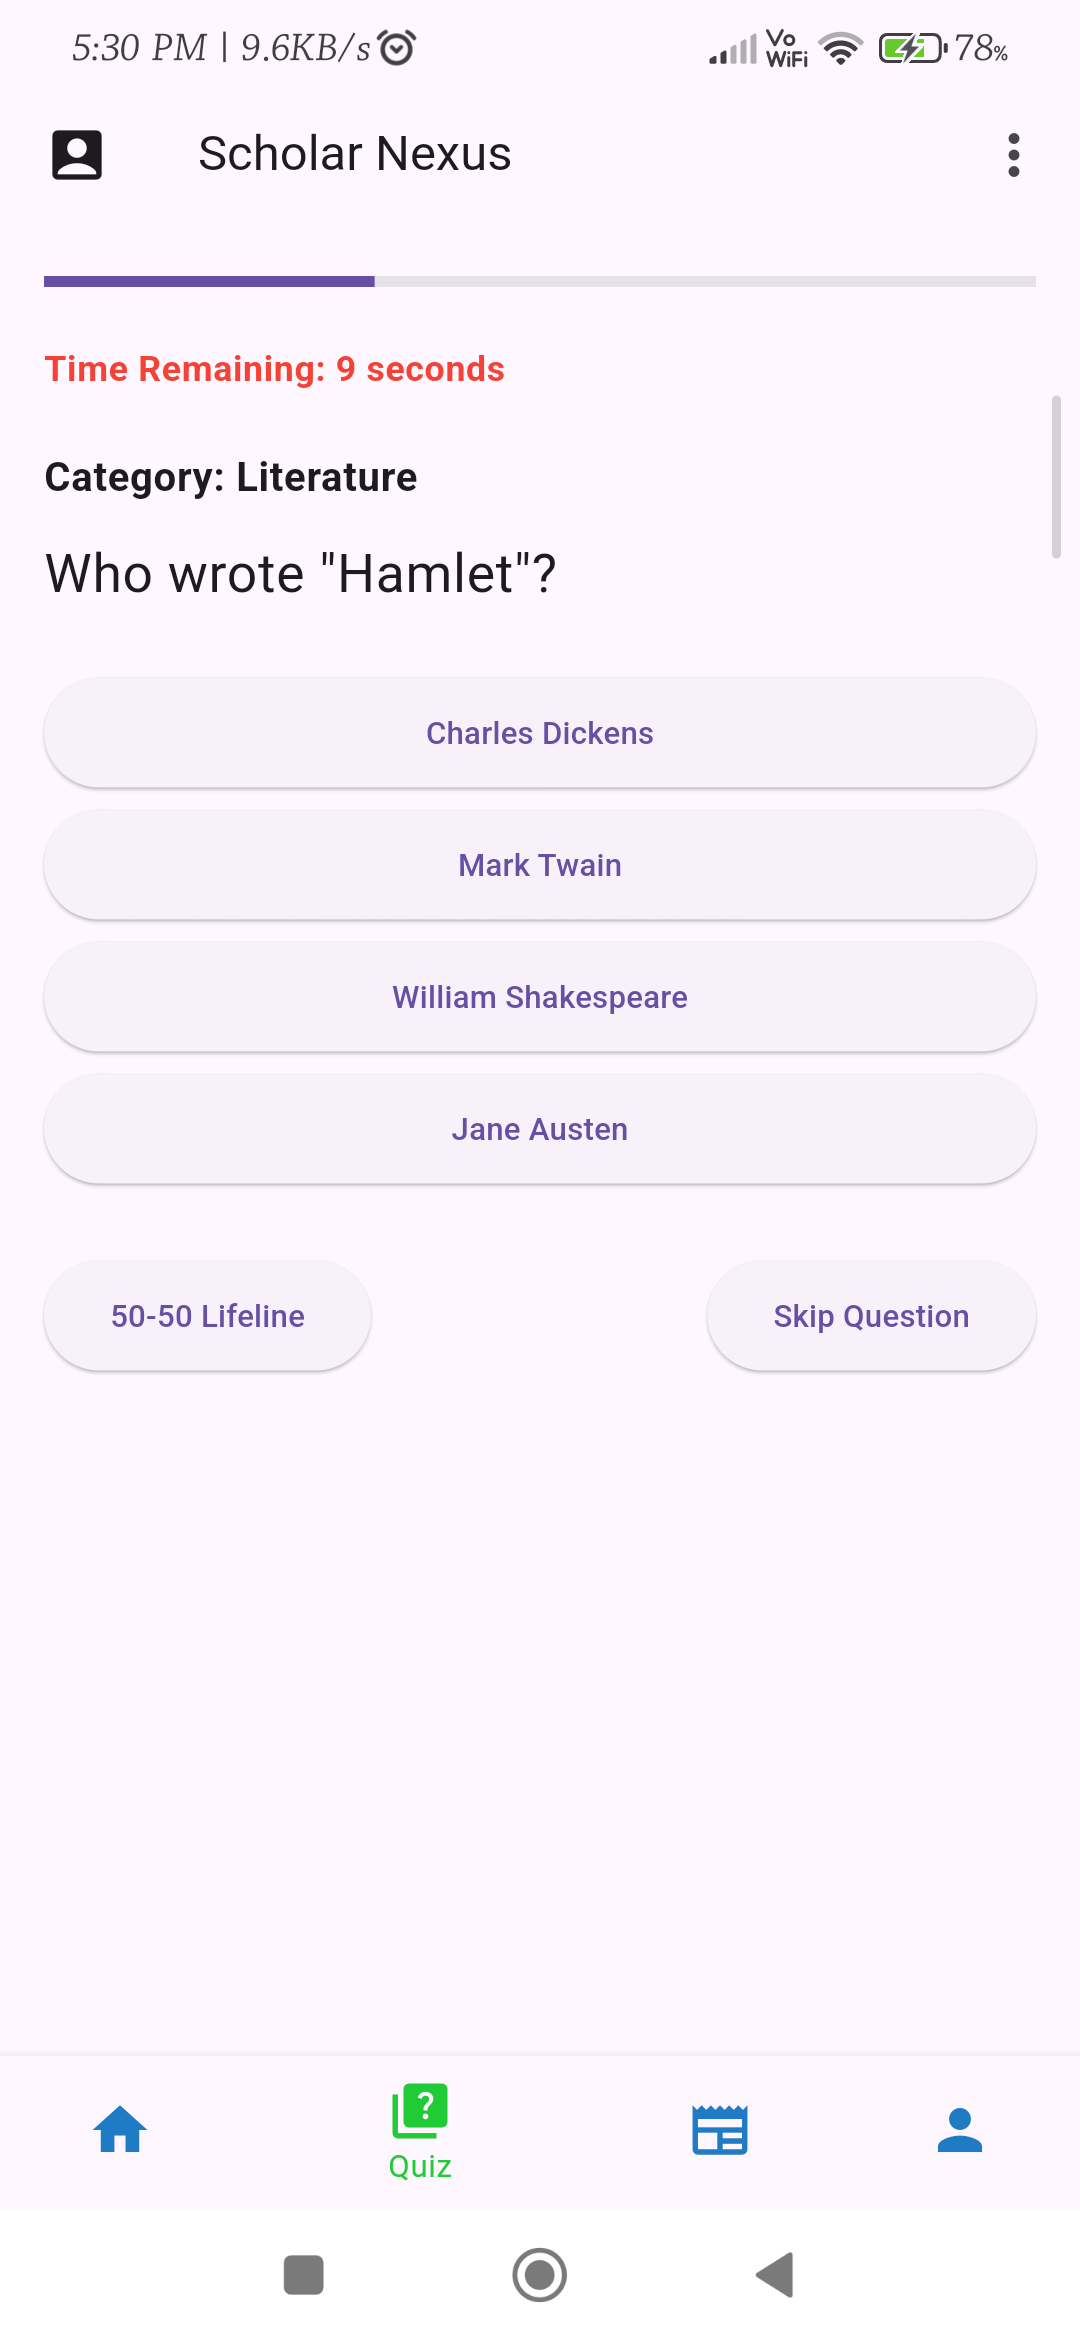 5:30 PM | 9.6KB/s Vo WiFi 78%
Scholar Nexus
Time Remaining: 9 seconds
Category: Literature
Who wrote "Hamlet"?
Charles Dickens
Mark Twain
William Shakespeare
Jane Austen
50-50 Lifeline Skip Question
?
Quiz